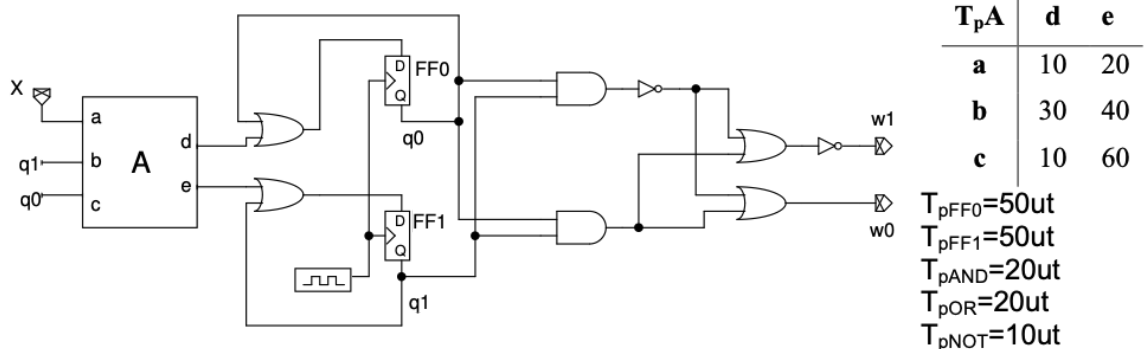 X
a
b
c
A
d
e
q1
q0
D
FF0
Q
q0
D
FF1
Q
q1
w1
w0
TpA d e
a 10 20
b 30 40
c 10 60
TpFF0=50ut
TpFF1=50ut
TpAND=20ut
TpOR=20ut
TpNOT=10ut